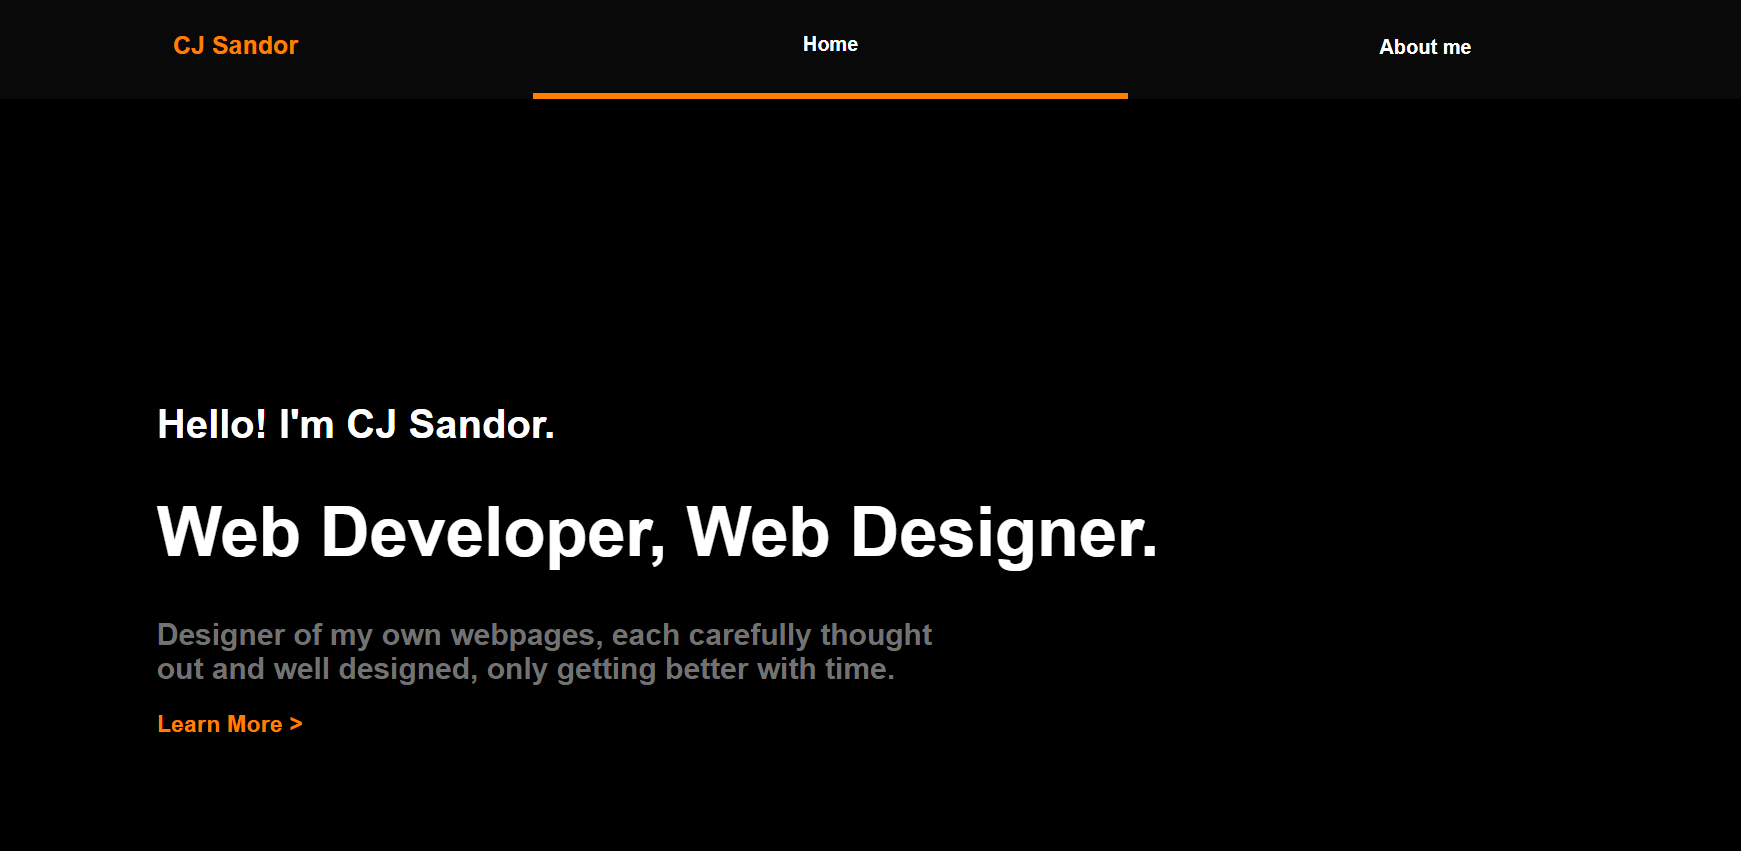 CJ Sandor
Home
About me
Hello! I'm CJ Sandor.
Web Developer, Web Designer.
Designer of my own webpages, each carefully thought
out and well designed, only getting better with time.
Learn More >